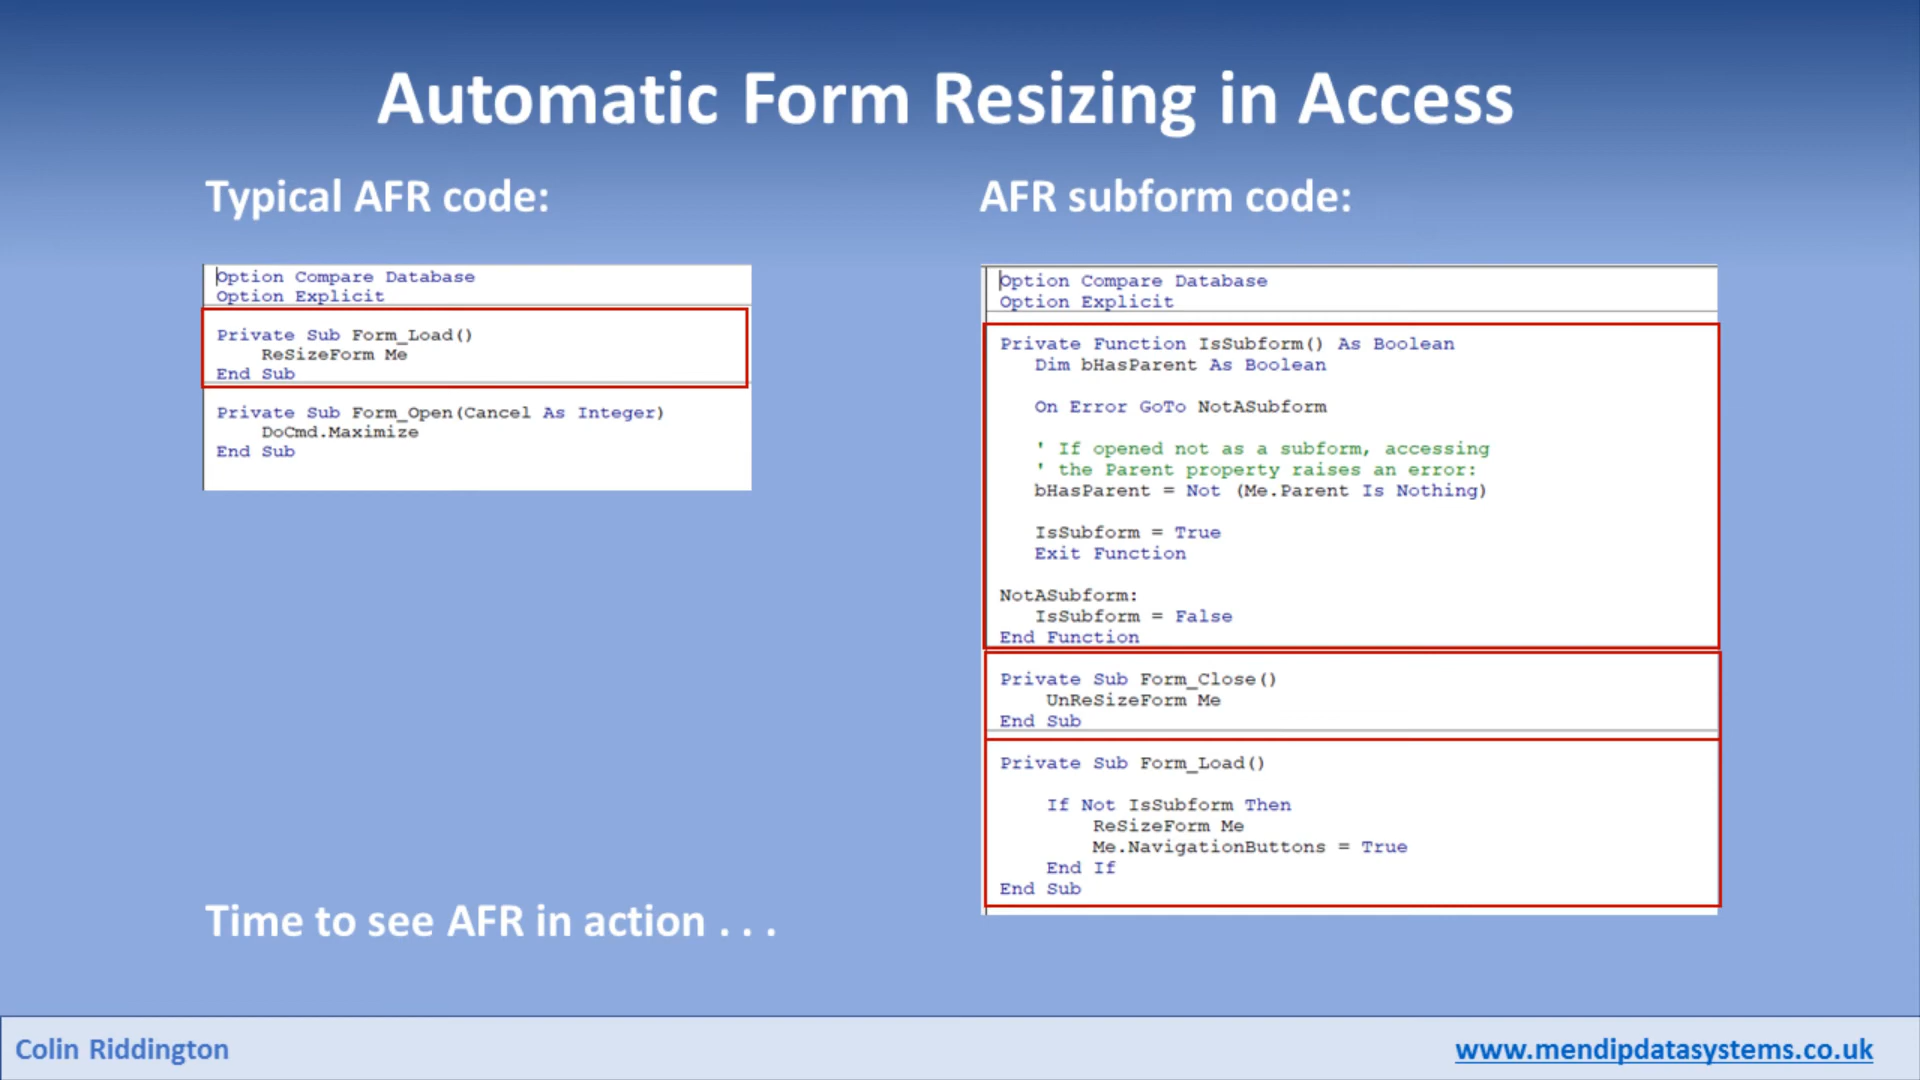 Automatic Form Resizing in Access
Typical AFR code:
Option Compare Database
Option Explicit
Private Sub Form_Load()
ReSizeForm Me
End Sub
Private Sub Form_Open(Cancel As Integer)
DoCmd.Maximize
End Sub
Time to see AFR in action . . .
AFR subform code:
Option Compare Database
Option Explicit
Private Function IsSubform() As Boolean
Dim bHasParent As Boolean
On Error GoTo NotASubform
' If opened not as a subform, accessing
' the Parent property raises an error:
bHasParent = Not (Me.Parent Is Nothing)
IsSubform = True
Exit Function
NotASubform:
IsSubform = False
End Function
Private Sub Form_Close()
UnReSizeForm Me
End Sub
Private Sub Form_Load()
If Not IsSubform Then
ReSizeForm Me
Me.NavigationButtons = True
End If
End Sub
Colin Riddington
www.mendipdatasystems.co.uk